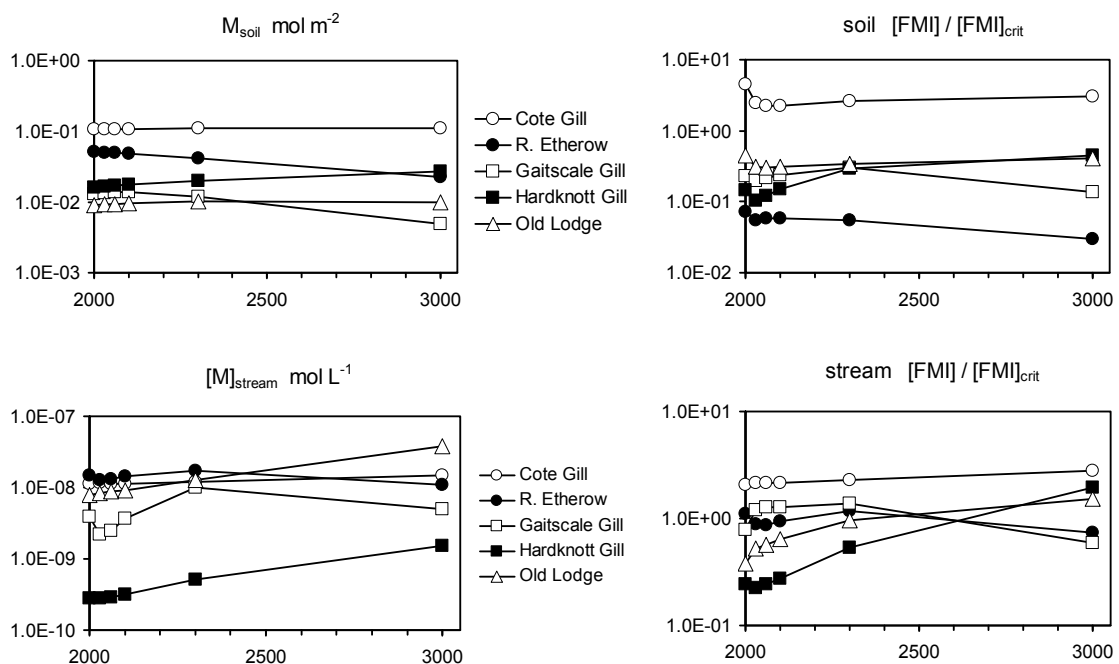 M_soil mol m⁻²
1.0E+00
1.0E-01
1.0E-02
1.0E-03
2000 2500 3000
Cote Gill
R. Etherow
Gaitscale Gill
Hardknott Gill
Old Lodge
soil [FMI] / [FMI]crit
1.0E+01
1.0E+00
1.0E-01
1.0E-02
2000 2500 3000
[M]stream mol L⁻¹
1.0E-07
1.0E-08
1.0E-09
1.0E-10
2000 2500 3000
Cote Gill
R. Etherow
Gaitscale Gill
Hardknott Gill
Old Lodge
stream [FMI] / [FMI]crit
1.0E+01
1.0E+00
1.0E-01
2000 2500 3000